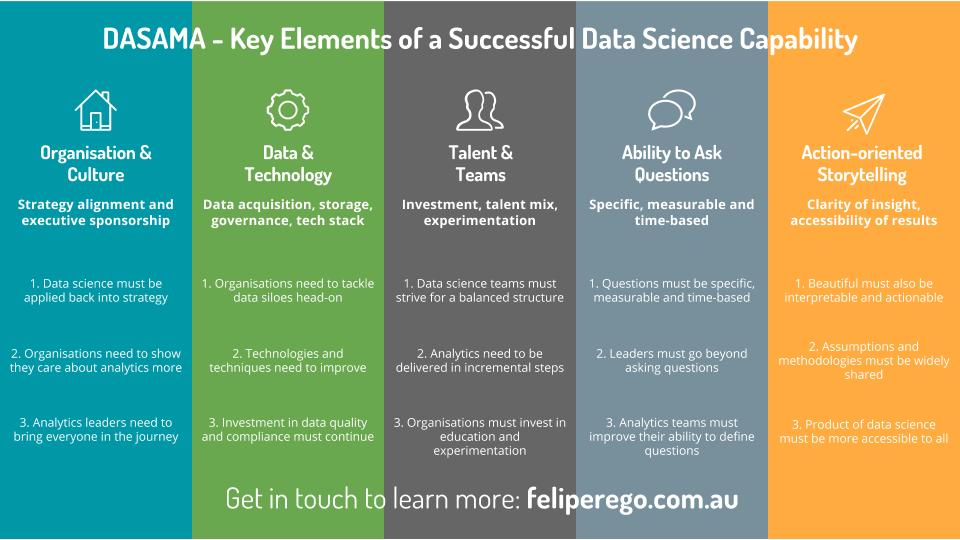 DASAMA - Key Elements of a Successful Data Science Capability
Organisation &
Culture
Strategy alignment and
executive sponsorship
1. Data science must be
applied back into strategy
2. Organisations need to show
they care about analytics more
3. Analytics leaders need to
bring everyone in the journey
Data &
Technology
Data acquisition, storage,
governance, tech stack
1. Organisations need to tackle
data siloes head-on
2. Technologies and
techniques need to improve
3. Investment in data quality
and compliance must continue
Talent &
Teams
Investment, talent mix,
experimentation
1. Data science teams must
strive for a balanced structure
2. Analytics need to be
delivered in incremental steps
3. Organisations must invest in
education and
experimentation
Ability to Ask
Questions
Specific, measurable and
time-based
1. Questions must be specific,
measurable and time-based
2. Leaders must go beyond
asking questions
3. Analytics teams must
improve their ability to define
questions
Action-oriented
Storytelling
Clarity of insight,
accessibility of results
1. Beautiful must also be
interpretable and actionable
2. Assumptions and
methodologies must be widely
shared
3. Product of data science
must be more accessible to all
Get in touch to learn more: feliperego.com.au